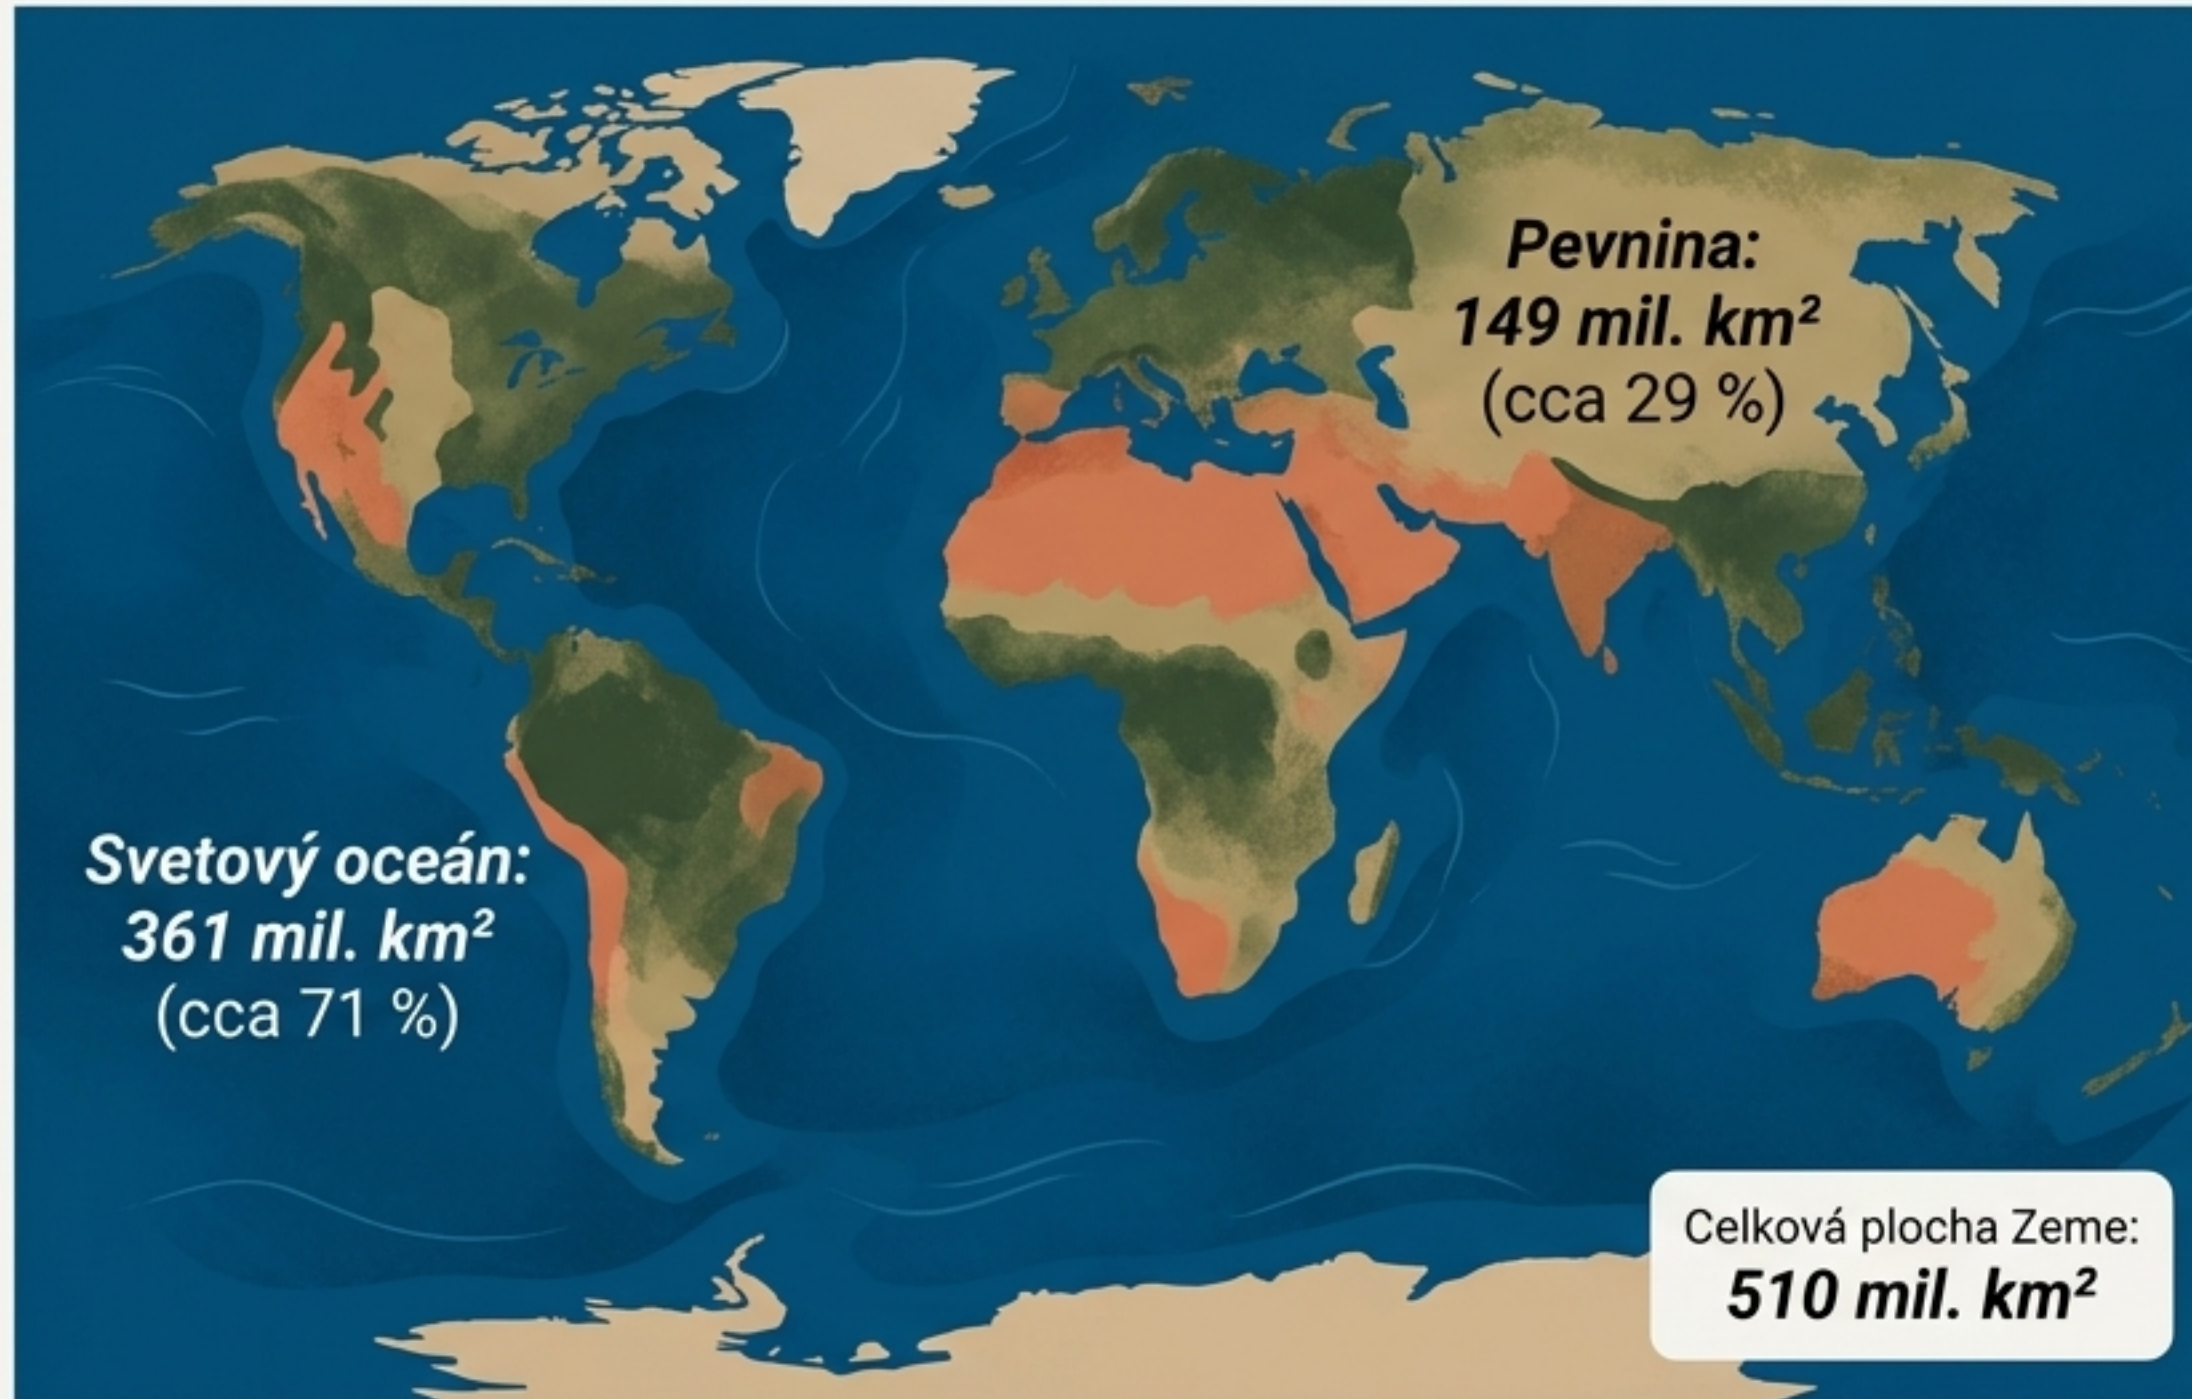 Pevnina:
149 mil. km²
(cca 29 %)
Svetový oceán:
361 mil. km²
(cca 71 %)
Celková plocha Zeme:
510 mil. km²